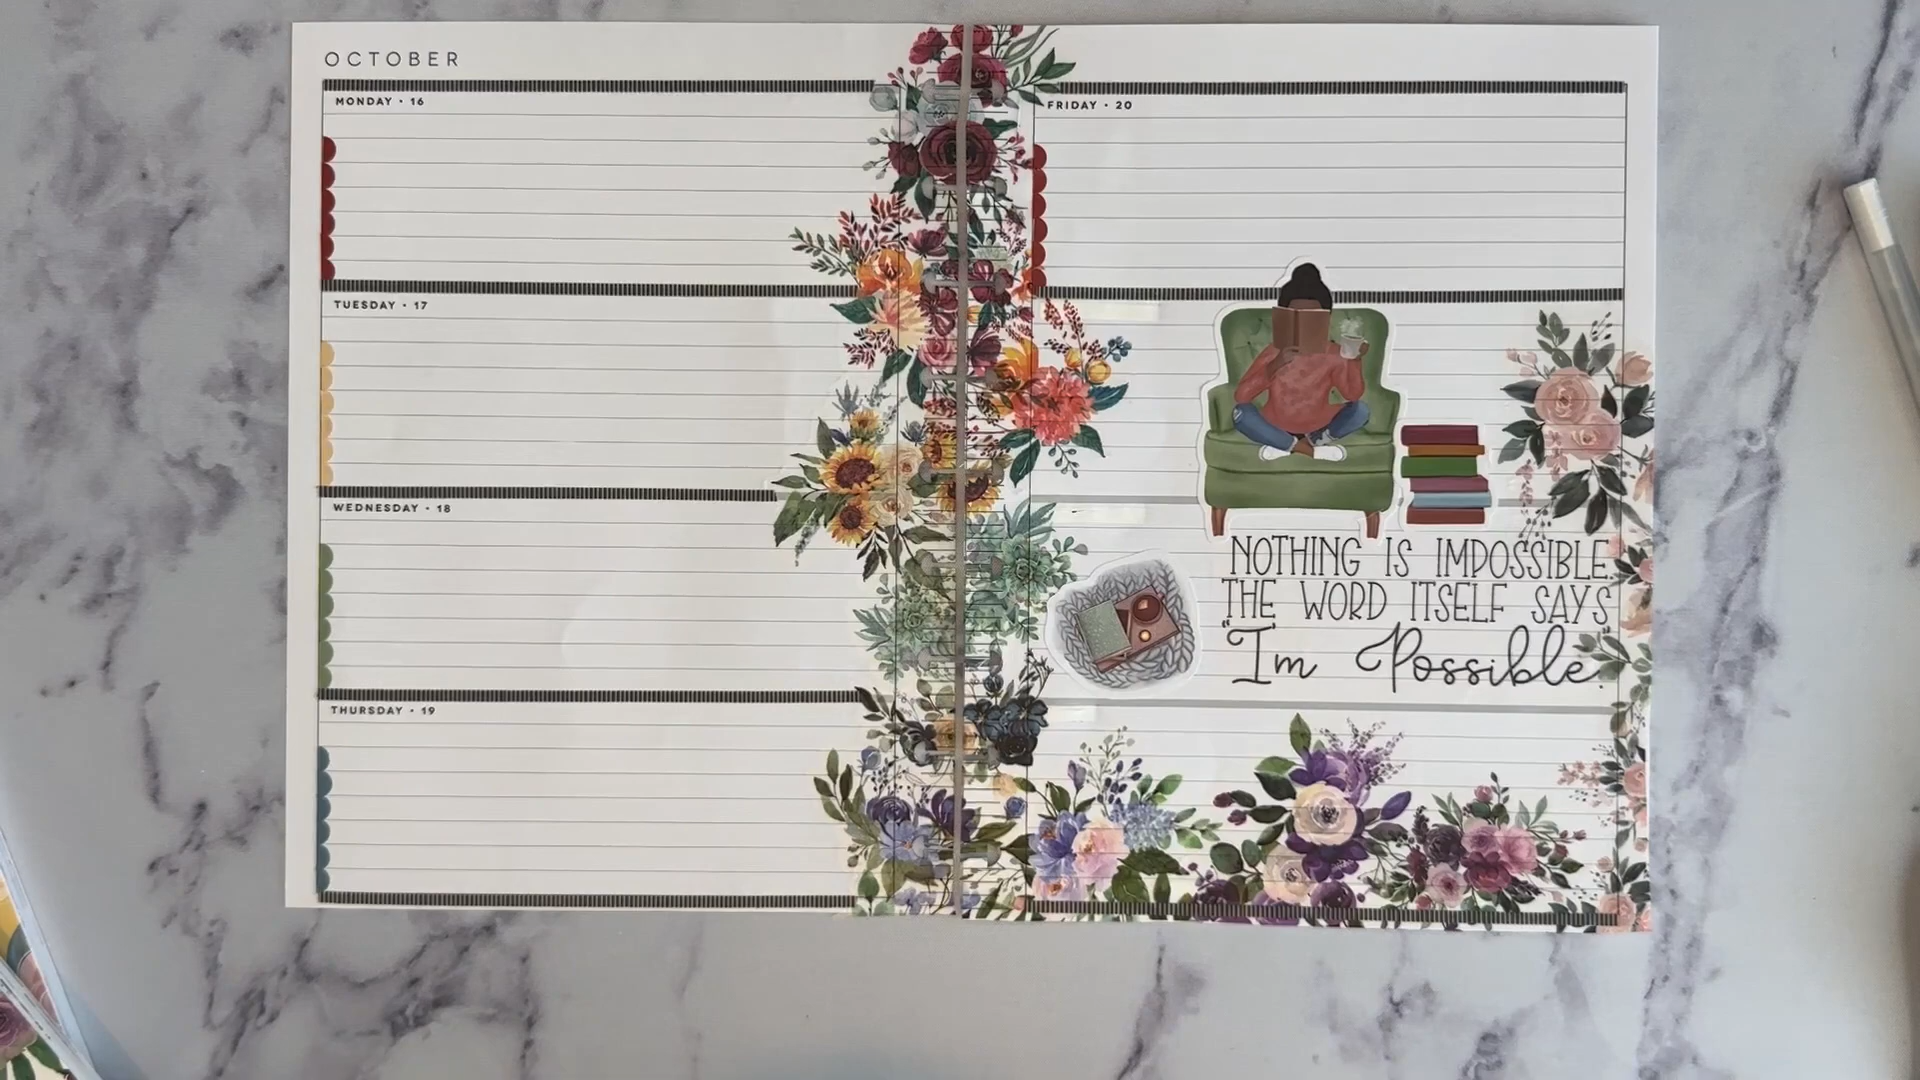 OCTOBER
MONDAY • 16
TUESDAY • 17
WEDNESDAY • 18
THURSDAY • 19
FRIDAY • 20
NOTHING IS IMPOSSIBLE.
THE WORD ITSELF SAYS
"I'm Possible."